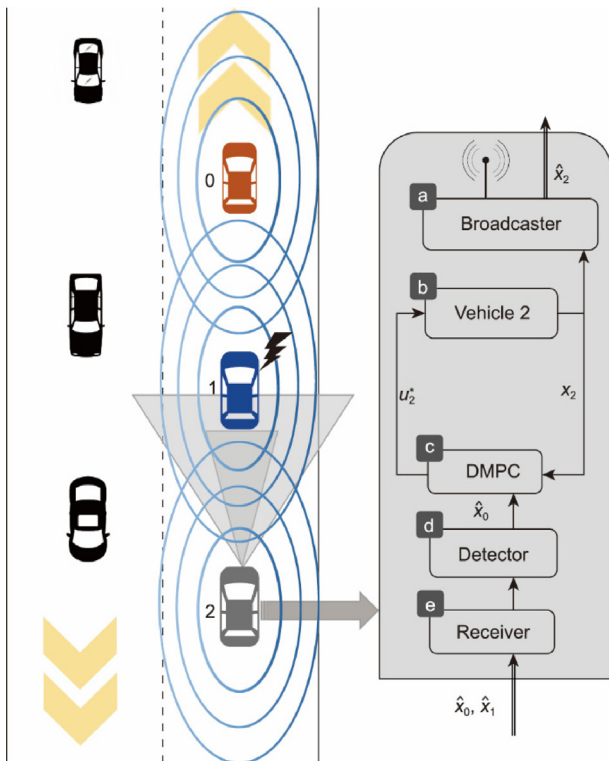 0
1
2
x̂₂
a
Broadcaster
b
Vehicle 2
u₂*
x₂
c
DMPC
x̂₀
d
Detector
e
Receiver
x̂₀, x̂₁